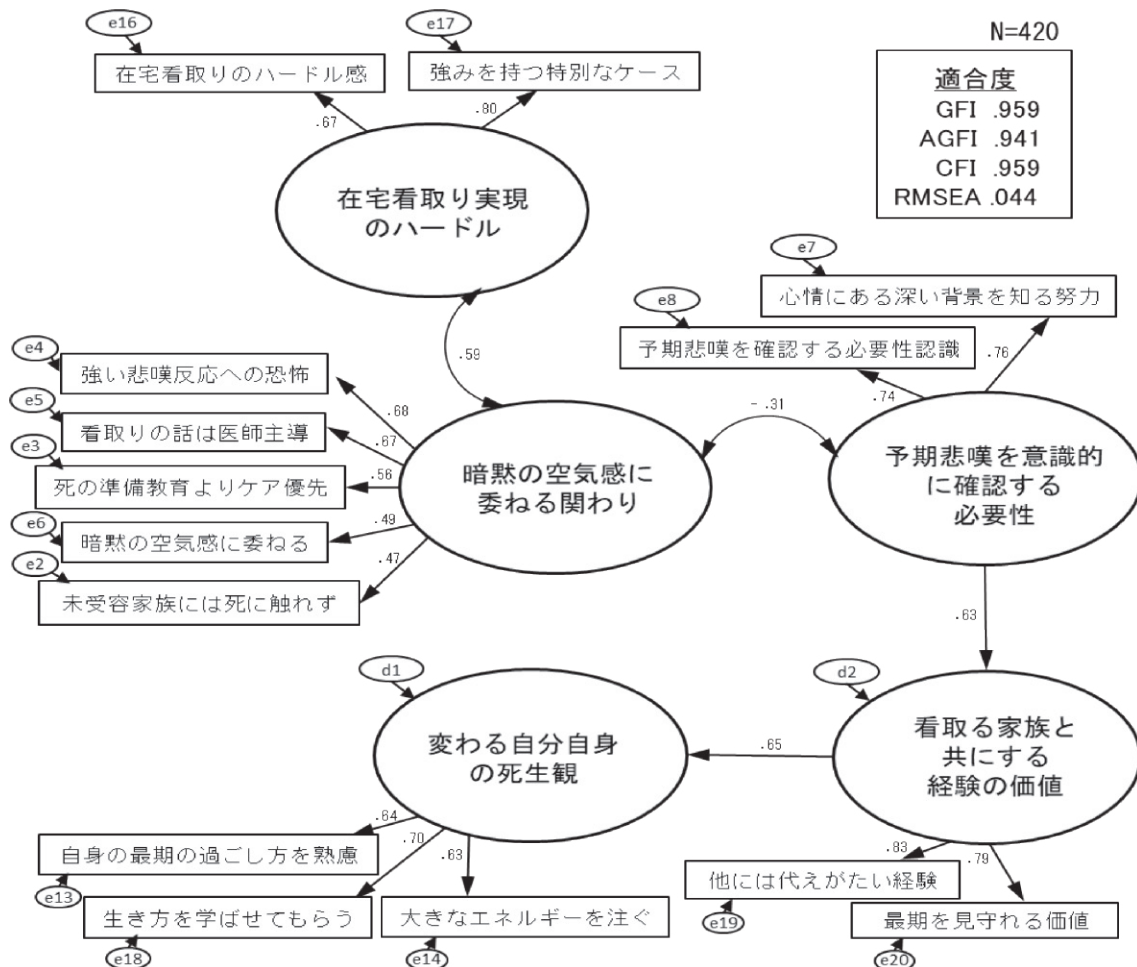 e16
e17
N=420
在宅看取りのハードル感
強みを持つ特別なケース
適合度
GFI .959
AGFI .941
CFI .959
RMSEA .044
.67
.80
在宅看取り実現
のハードル
e7
心情にある深い背景を知る努力
e8
予期悲嘆を確認する必要性認識
.76
.74
.59
e4
強い悲嘆反応への恐怖
.68
e5
看取りの話は医師主導
.67
e3
死の準備教育よりケア優先
.56
e6
暗黙の空気感に委ねる
.49
e2
未受容家族には死に触れず
.47
暗黙の空気感に
委ねる関わり
-.31
予期悲嘆を意識的
に確認する
必要性
.63
d1
変わる自分自身
の死生観
.65
d2
看取る家族と
共にする
経験の価値
.64
.70
.63
.83
.79
自身の最期の過ごし方を熟慮
e13
生き方を学ばせてもらう
e18
大きなエネルギーを注ぐ
e14
他には代えがたい経験
e19
最期を見守れる価値
e20